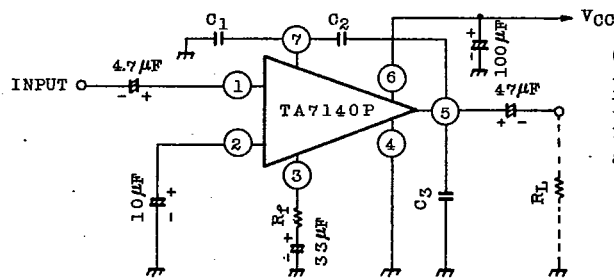 C1
C2
VCC
7
100μF
+
-
6
4.7μF
INPUT
- +
1
TA7140P
5
47μF
+ -
2
4
3
10μF
+
-
Rf
33μF
+
-
C3
RL